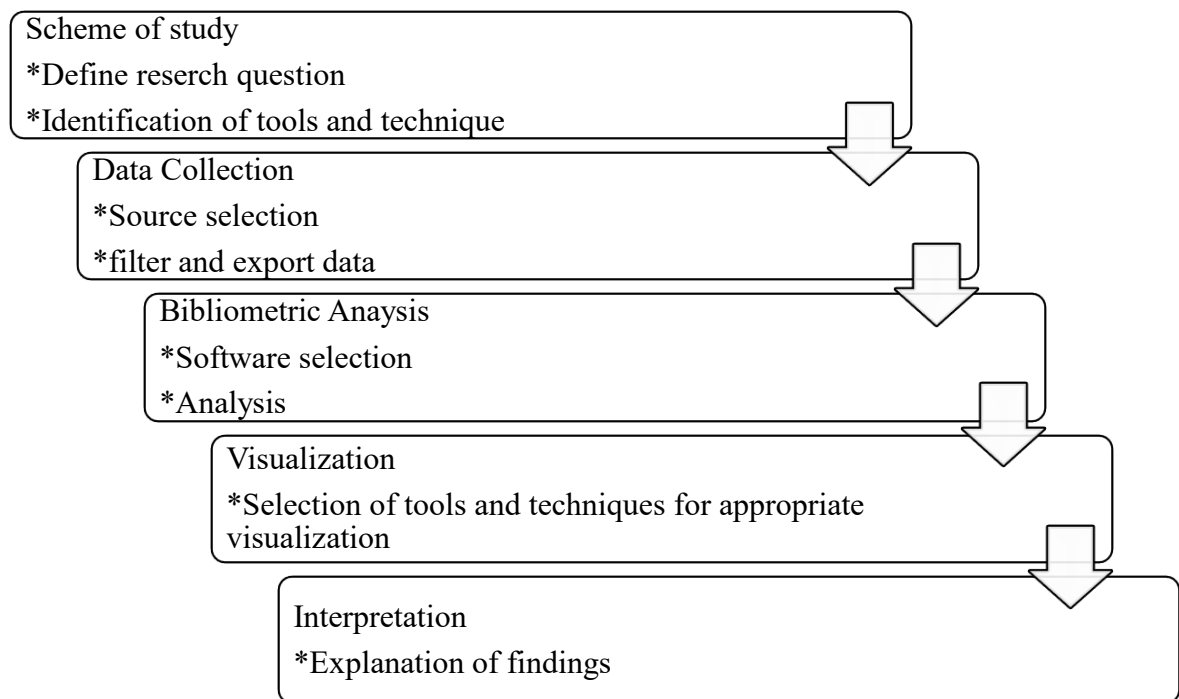 Scheme of study
*Define reserch question
*Identification of tools and technique
Data Collection
*Source selection
*filter and export data
Bibliometric Anaysis
*Software selection
*Analysis
Visualization
*Selection of tools and techniques for appropriate
visualization
Interpretation
*Explanation of findings